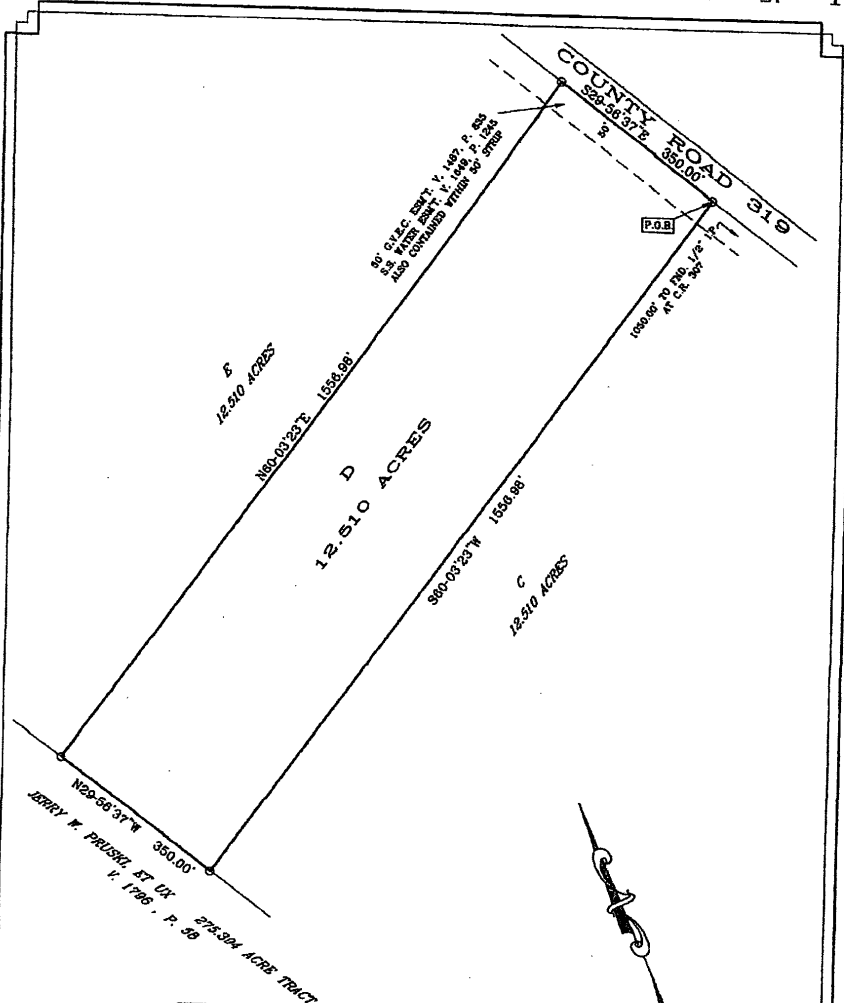 COUNTY ROAD 319
S29-56'37"E 350.00'
50'
P.O.B.
50' G.V.E.C. ESM'T. V. 1467, P. 835
S.S. WATER ESM'T. V. 1649, P. 1245
ALSO CONTAINED WITHIN 50' STRIP
1050.00' TO FND. 1/2" I.P.
AT C.R. 307
E
12.510 ACRES
N60-03'23"E 1556.98'
D
12.510 ACRES
S60-03'23"W 1556.98'
C
12.510 ACRES
N29-56'37"W 350.00'
JERRY W. PRUSKI, ET UX 275.304 ACRE TRACT
V. 1796 , P. 58